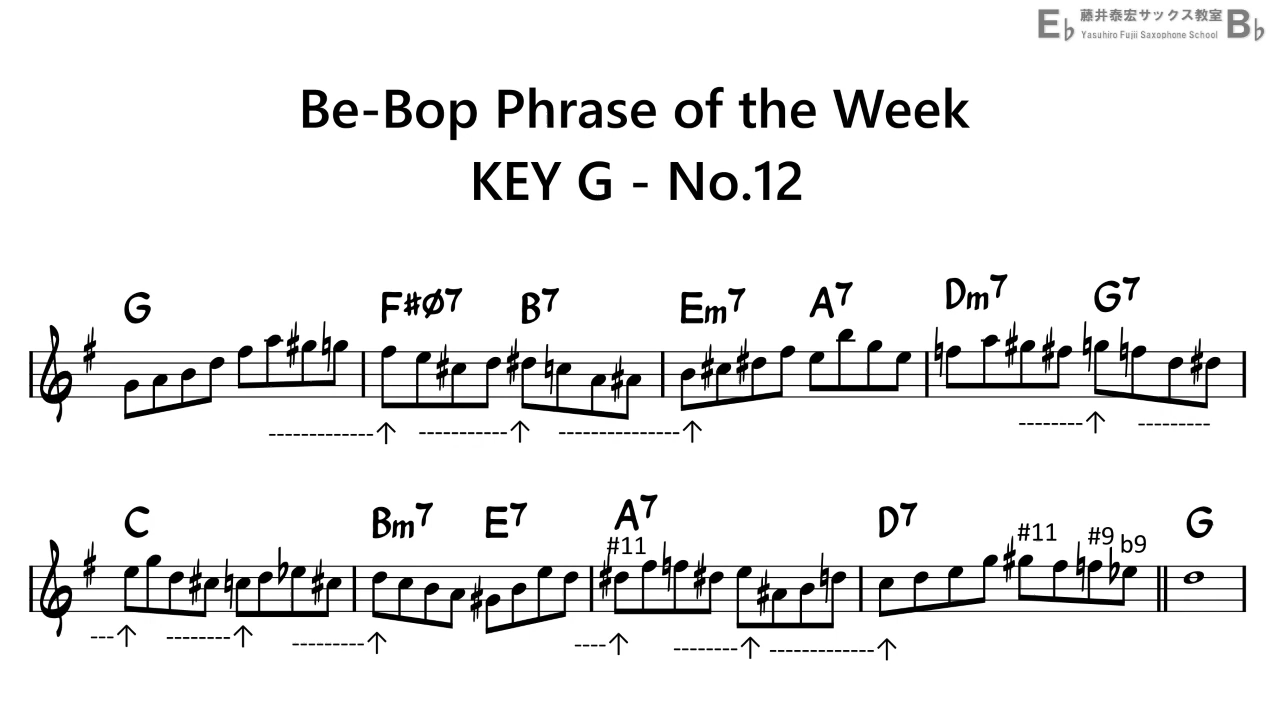 E♭ 藤井泰宏サックス教室 B♭
Yasuhiro Fujii Saxophone School
Be-Bop Phrase of the Week
KEY G - No.12
G F#ø7 B7 Em7 A7 Dm7 G7
C Bm7 E7 A7 D7 G
#11 #11 #9 b9